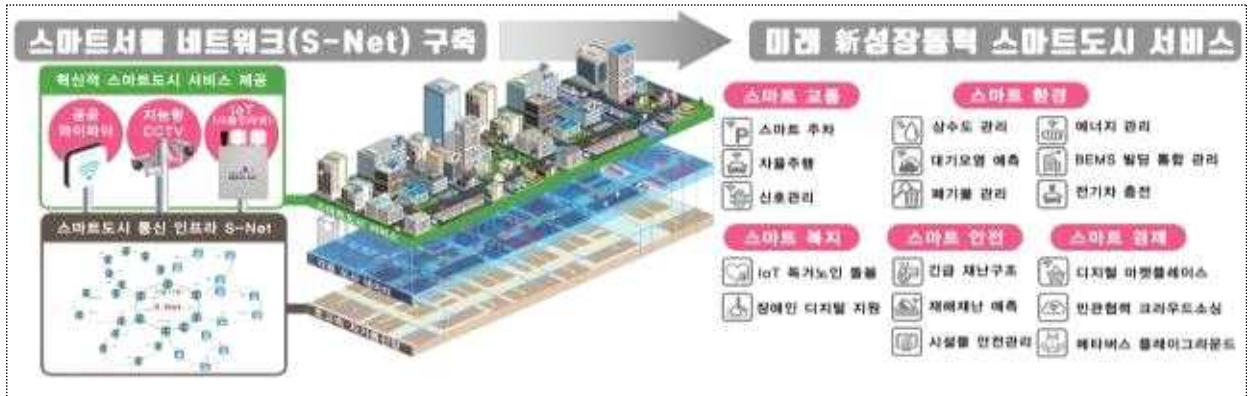 스마트서울 네트워크(S-Net) 구축
미래 新성장동력 스마트도시 서비스
혁신적 스마트도시 서비스 제공
공공
와이파이
지능형
CCTV
IoT
스마트도시 통신 인프라 S-Net
S-Net
스마트 교통
스마트 주차
자율주행
신호관리
스마트 환경
상수도 관리
대기오염 예측
폐기물 관리
에너지 관리
BEMS 빌딩 통합 관리
전기차 충전
스마트 복지
IoT 독거노인 돌봄
장애인 디지털 지원
스마트 안전
긴급 재난구조
재해재난 예측
시설물 안전관리
스마트 경제
디지털 마켓플레이스
민관협력 크라우드소싱
메타버스 플레이그라운드